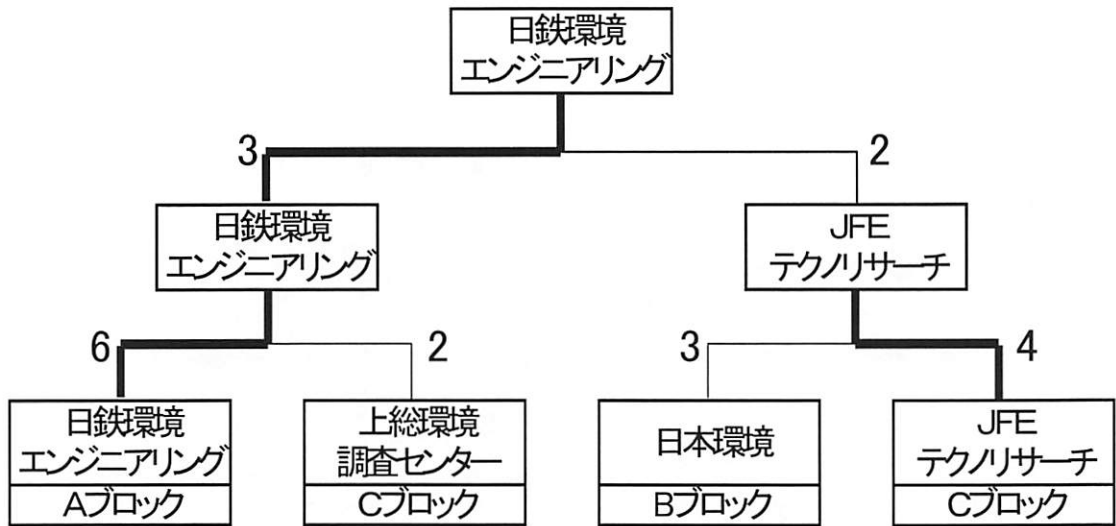 日鉄環境
エンジニアリング
3
2
日鉄環境
エンジニアリング
JFE
テクノリサーチ
6
2
3
4
日鉄環境
エンジニアリング
Aブロック
上総環境
調査センター
Cブロック
日本環境
Bブロック
JFE
テクノリサーチ
Cブロック